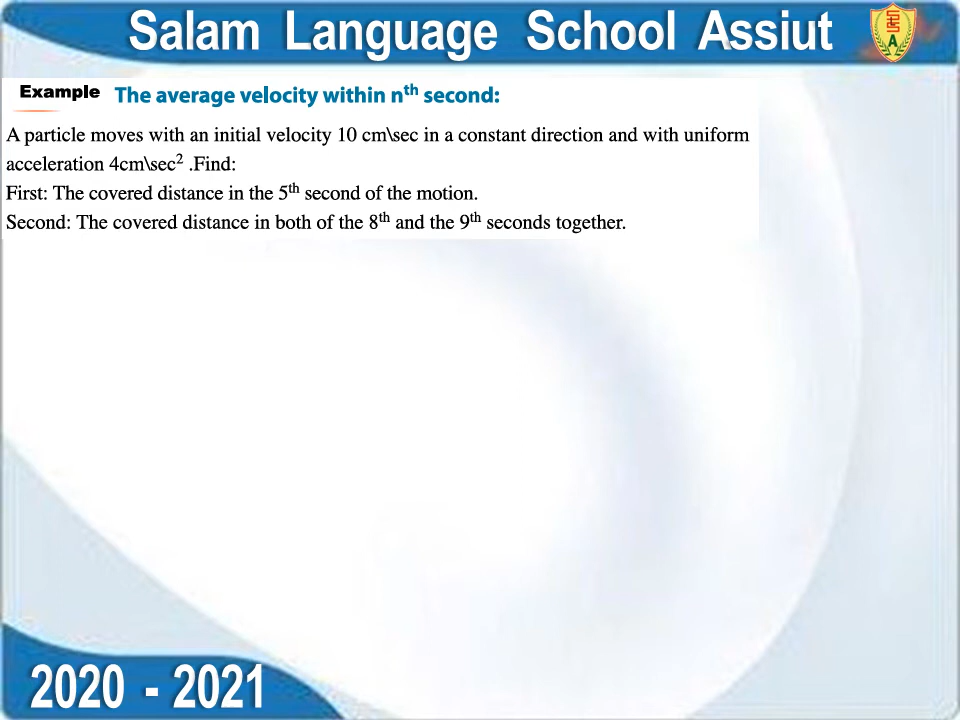 Salam Language School Assiut
Example The average velocity within nth second:
A particle moves with an initial velocity 10 cm\sec in a constant direction and with uniform
acceleration 4cm\sec² .Find:
First: The covered distance in the 5th second of the motion.
Second: The covered distance in both of the 8th and the 9th seconds together.
2020 - 2021